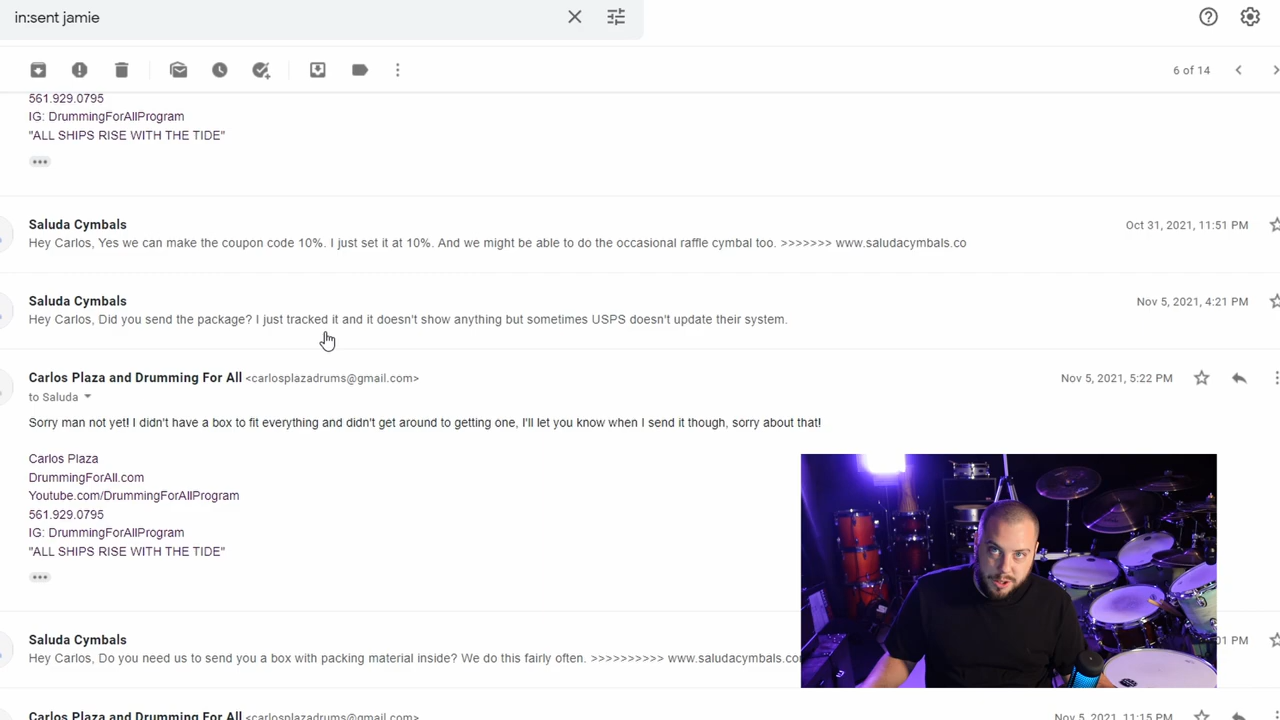 in:sent jamie
6 of 14
561.929.0795
IG: DrummingForAllProgram
"ALL SHIPS RISE WITH THE TIDE"
Saluda Cymbals
Oct 31, 2021, 11:51 PM
Hey Carlos, Yes we can make the coupon code 10%. I just set it at 10%. And we might be able to do the occasional raffle cymbal too. >>>>>>> www.saludacymbals.co
Saluda Cymbals
Nov 5, 2021, 4:21 PM
Hey Carlos, Did you send the package? I just tracked it and it doesn't show anything but sometimes USPS doesn't update their system.
Carlos Plaza and Drumming For All <carlosplazadrums@gmail.com>
Nov 5, 2021, 5:22 PM
to Saluda
Sorry man not yet! I didn't have a box to fit everything and didn't get around to getting one, I'll let you know when I send it though, sorry about that!
Carlos Plaza
DrummingForAll.com
Youtube.com/DrummingForAllProgram
561.929.0795
IG: DrummingForAllProgram
"ALL SHIPS RISE WITH THE TIDE"
Saluda Cymbals
01 PM
Hey Carlos, Do you need us to send you a box with packing material inside? We do this fairly often. >>>>>>>>>> www.saludacymbals.co
Carlos Plaza and Drumming For All <carlosplazadrums@gmail.com>
Nov 5, 2021, 11:15 PM